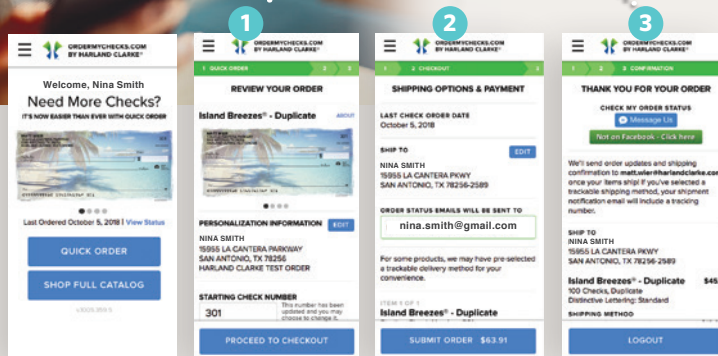 1
2
3
ORDERMYCHECKS.COM
BY HARLAND CLARKE®
Welcome, Nina Smith
Need More Checks?
IT'S NOW EASIER THAN EVER WITH QUICK ORDER
Last Ordered October 5, 2018 | View Status
QUICK ORDER
SHOP FULL CATALOG
ORDERMYCHECKS.COM
BY HARLAND CLARKE®
1 QUICK ORDER
2
3
REVIEW YOUR ORDER
Island Breezes® - Duplicate
ABOUT
PERSONALIZATION INFORMATION
EDIT
NINA SMITH
15955 LA CANTERA PARKWAY
SAN ANTONIO, TX 78256
HARLAND CLARKE TEST ORDER
STARTING CHECK NUMBER
301
This number has been
updated and you may
choose to change it.
PROCEED TO CHECKOUT
ORDERMYCHECKS.COM
BY HARLAND CLARKE®
1
2 CHECKOUT
3
SHIPPING OPTIONS & PAYMENT
LAST CHECK ORDER DATE
October 5, 2018
SHIP TO
EDIT
NINA SMITH
15955 LA CANTERA PKWY
SAN ANTONIO, TX 78256-2589
ORDER STATUS EMAILS WILL BE SENT TO
nina.smith@gmail.com
For some products, we may have pre-selected
a trackable delivery method for your
convenience.
ITEM 1 OF 1
Island Breezes® - Duplicate
SUBMIT ORDER $63.91
ORDERMYCHECKS.COM
BY HARLAND CLARKE®
1
2
3 CONFIRMATION
THANK YOU FOR YOUR ORDER
CHECK MY ORDER STATUS
Message Us
Not on Facebook - Click here
We'll send order updates and shipping
confirmation to matt.wier@harlandclarke.com
once your items ship! If you've selected a
trackable shipping method, your shipment
notification email will include a tracking
number.
SHIP TO
NINA SMITH
15955 LA CANTERA PKWY
SAN ANTONIO, TX 78256-2589
Island Breezes® - Duplicate
$45
100 Checks, Duplicate
Distinctive Lettering: Standard
SHIPPING METHOD
LOGOUT